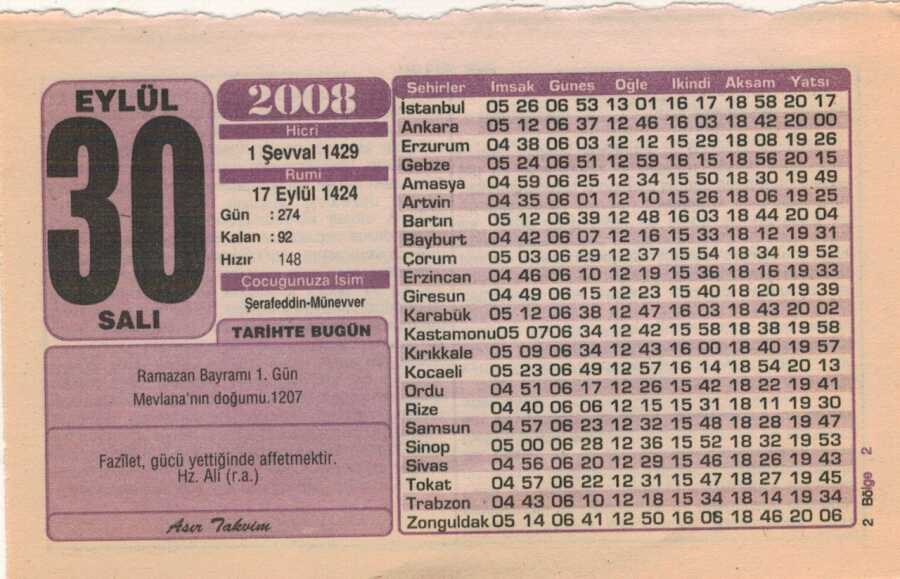 EYLÜL
30
SALI
2008
Hicri
1 Şevval 1429
Rumi
17 Eylül 1424
Gün : 274
Kalan : 92
Hızır 148
Çocuğunuza İsim
Şerafeddin-Münevver
TARİHTE BUGÜN
Ramazan Bayramı 1. Gün
Mevlana'nın doğumu.1207
Fazîlet, gücü yettiğinde affetmektir.
Hz. Ali (r.a.)
Asır Takvim
Şehirler İmsak Güneş Öğle İkindi Akşam Yatsı
İstanbul 05 26 06 53 13 01 16 17 18 58 20 17
Ankara 05 12 06 37 12 46 16 03 18 42 20 00
Erzurum 04 38 06 03 12 12 15 29 18 08 19 26
Gebze 05 24 06 51 12 59 16 15 18 56 20 15
Amasya 04 59 06 25 12 34 15 50 18 30 19 49
Artvin 04 35 06 01 12 10 15 26 18 06 19 25
Bartın 05 12 06 39 12 48 16 03 18 44 20 04
Bayburt 04 42 06 07 12 16 15 33 18 12 19 31
Çorum 05 03 06 29 12 37 15 54 18 34 19 52
Erzincan 04 46 06 10 12 19 15 36 18 16 19 33
Giresun 04 49 06 15 12 23 15 40 18 20 19 39
Karabük 05 12 06 38 12 47 16 03 18 43 20 02
Kastamonu05 0706 34 12 42 15 58 18 38 19 58
Kırıkkale 05 09 06 34 12 43 16 00 18 40 19 57
Kocaeli 05 23 06 49 12 57 16 14 18 54 20 13
Ordu 04 51 06 17 12 26 15 42 18 22 19 41
Rize 04 40 06 06 12 15 15 31 18 11 19 30
Samsun 04 57 06 23 12 32 15 48 18 28 19 47
Sinop 05 00 06 28 12 36 15 52 18 32 19 53
Sivas 04 56 06 20 12 29 15 46 18 26 19 43
Tokat 04 57 06 22 12 31 15 47 18 27 19 45
Trabzon 04 43 06 10 12 18 15 34 18 14 19 34
Zonguldak 05 14 06 41 12 50 16 06 18 46 20 06
2 Bölge 2